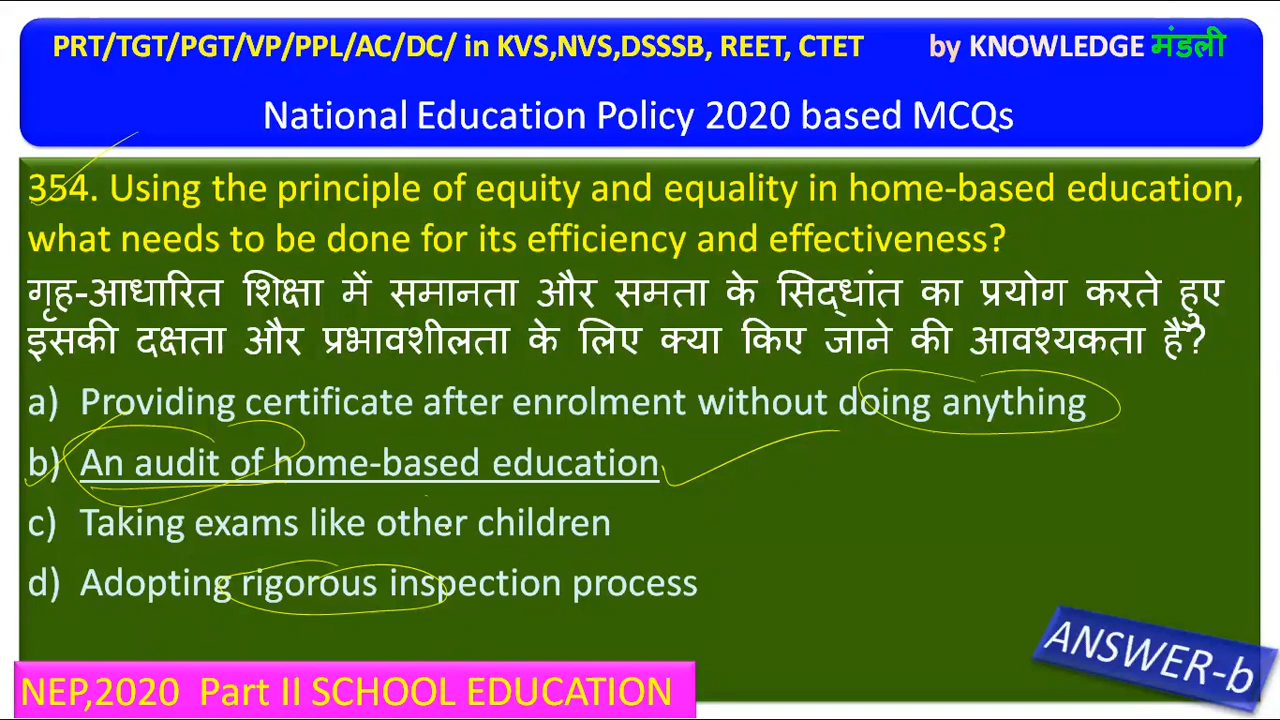 PRT/TGT/PGT/VP/PPL/AC/DC/ in KVS,NVS,DSSSB, REET, CTET by KNOWLEDGE मंडली
National Education Policy 2020 based MCQs
354. Using the principle of equity and equality in home-based education,
what needs to be done for its efficiency and effectiveness?
गृह-आधारित शिक्षा में समानता और समता के सिद्धांत का प्रयोग करते हुए
इसकी दक्षता और प्रभावशीलता के लिए क्या किए जाने की आवश्यकता है?
a) Providing certificate after enrolment without doing anything
b) An audit of home-based education
c) Taking exams like other children
d) Adopting rigorous inspection process
ANSWER-b
NEP,2020 Part II SCHOOL EDUCATION